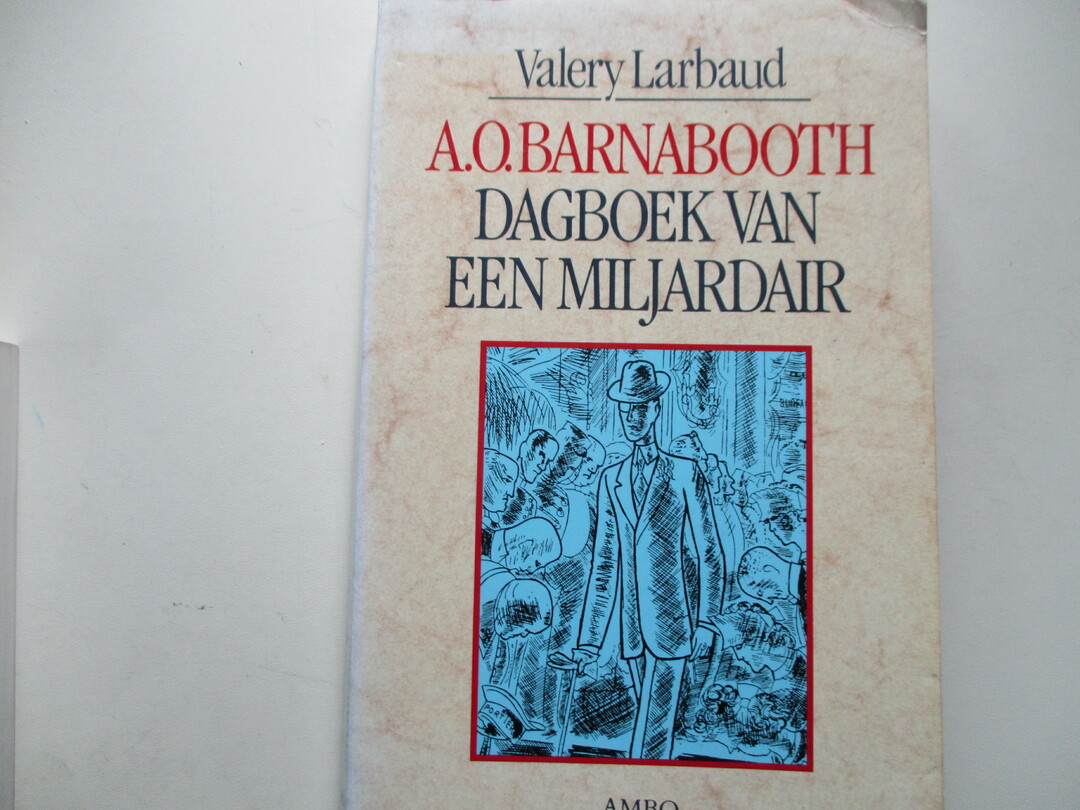 Valery Larbaud
A.O.BARNABOOTH
DAGBOEK VAN
EEN MILJARDAIR
AMBO